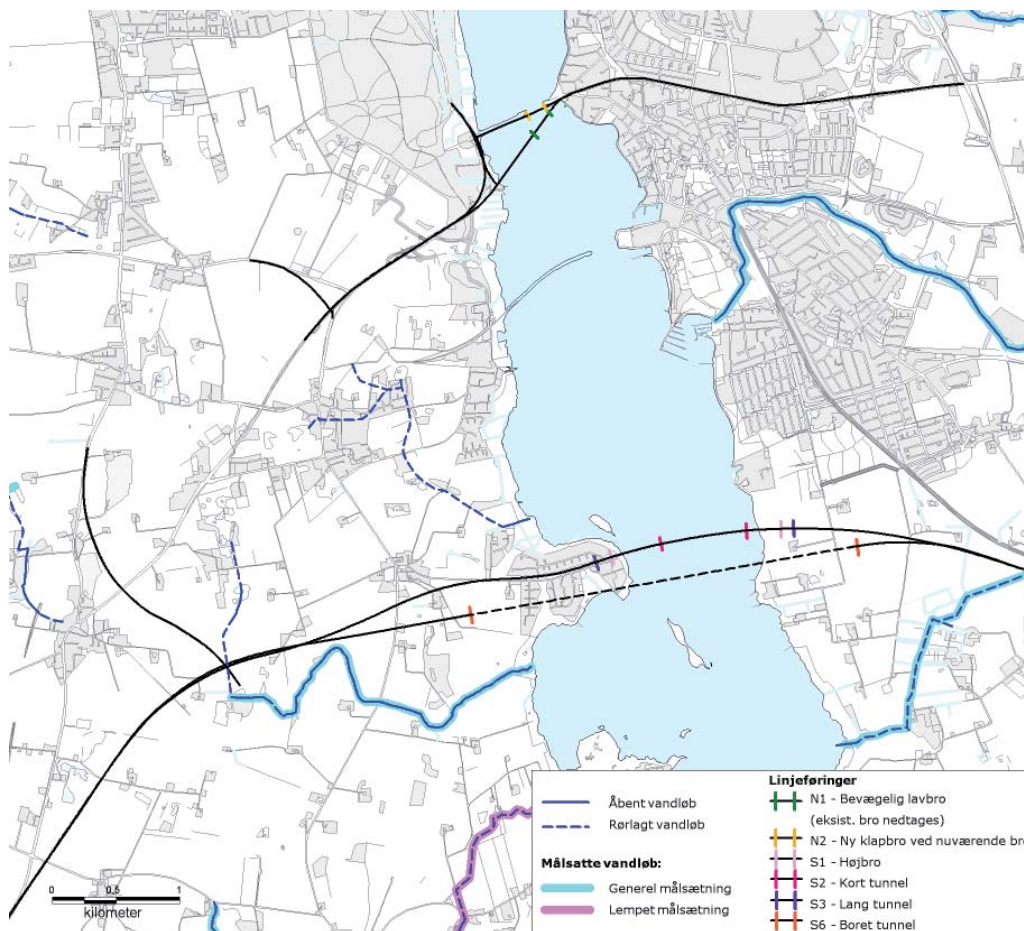 Åbent vandløb
Rørlagt vandløb
Målsatte vandløb:
Generel målsætning
Lempet målsætning
Linjeføringer
N1 - Bevægelig lavbro
(eksist. bro nedtages)
N2 - Ny klapbro ved nuværende bro
S1 - Højbro
S2 - Kort tunnel
S3 - Lang tunnel
S6 - Boret tunnel
0 0,5 1
kilometer